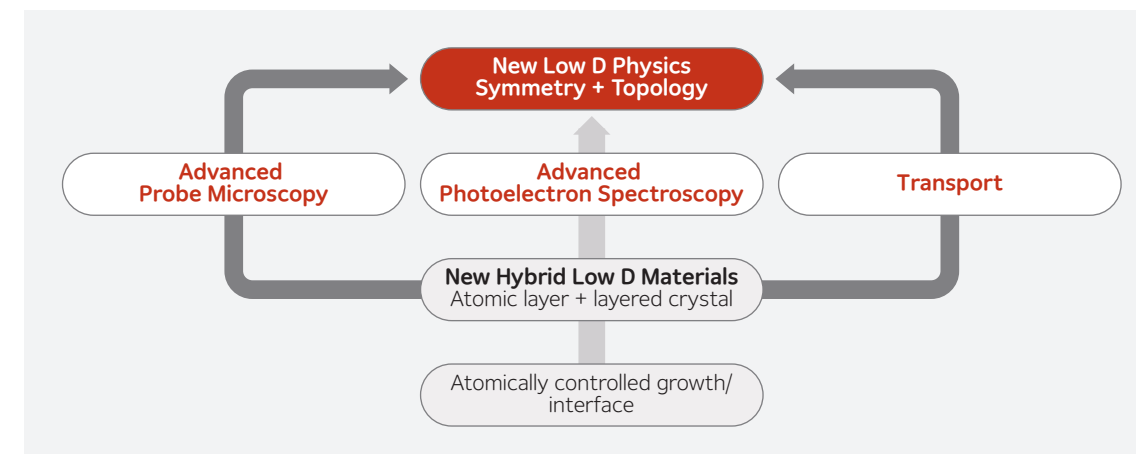 New Low D Physics
Symmetry + Topology
Advanced
Probe Microscopy
Advanced
Photoelectron Spectroscopy
Transport
New Hybrid Low D Materials
Atomic layer + layered crystal
Atomically controlled growth/
interface